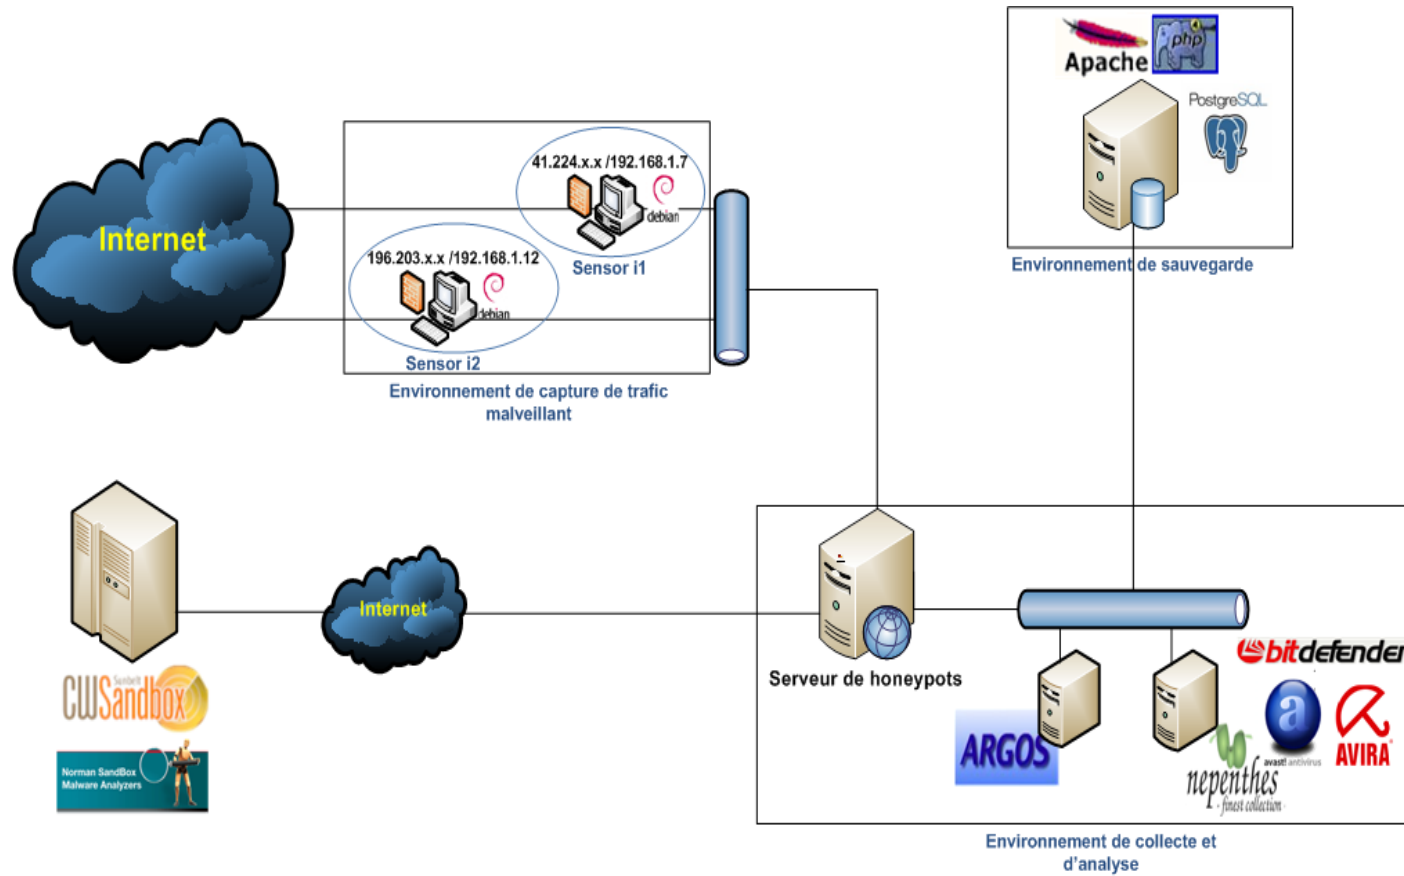 Apache
php
PostgreSQL
Environnement de sauvegarde
41.224.x.x /192.168.1.7
debian
Sensor i1
196.203.x.x /192.168.1.12
debian
Sensor i2
Internet
Environnement de capture de trafic
malveillant
Internet
Sunbelt
CWSandbox
Norman SandBox
Malware Analyzers
Serveur de honeypots
ARGOS
bitdefender
a
avast! antivirus
AVIRA
nepenthes
- finest collection -
Environnement de collecte et
d'analyse